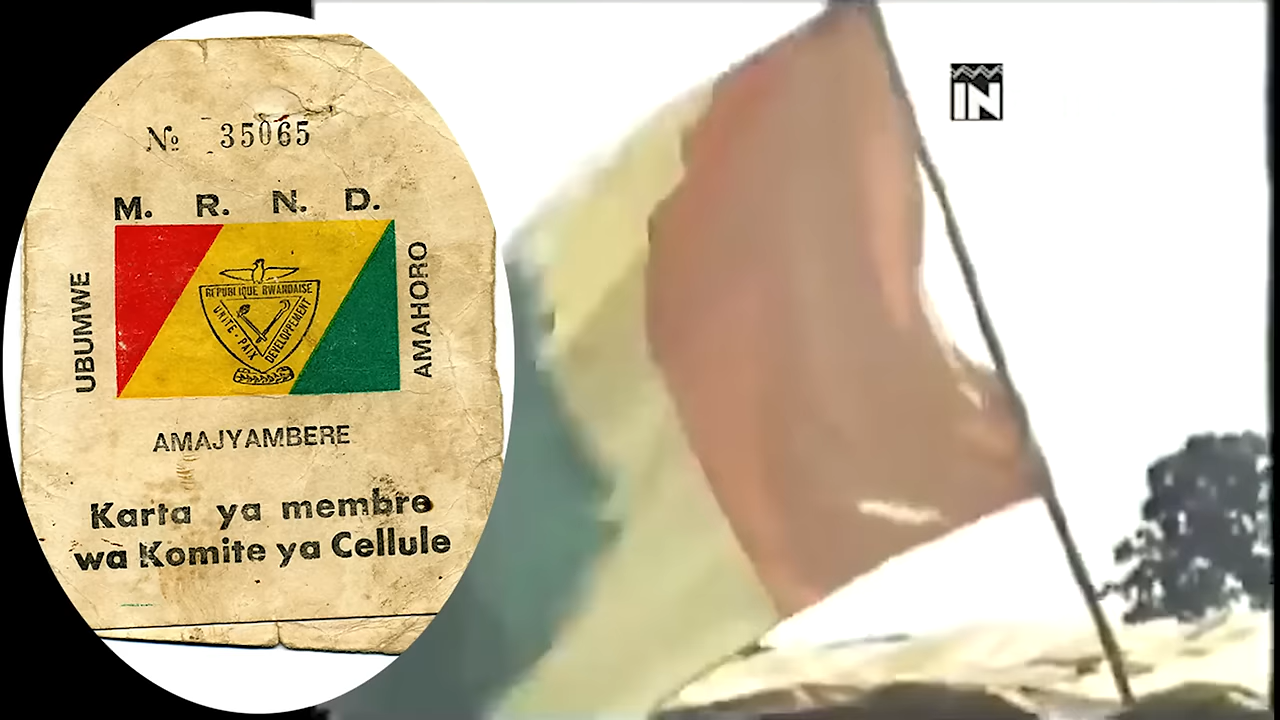 № 35065
M. R. N. D.
UBUMWE
REPUBLIQUE RWANDAISE
UNITE - PAIX
DEVELOPPEMENT
AMAHORO
AMAJYAMBERE
Karta ya membre
wa Komite ya Cellule
IN